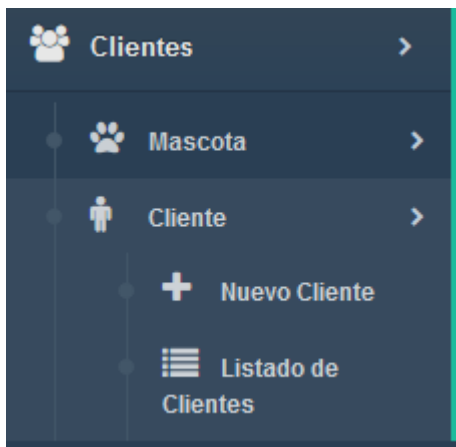 Clientes
Mascota
Cliente
Nuevo Cliente
Listado de
Clientes